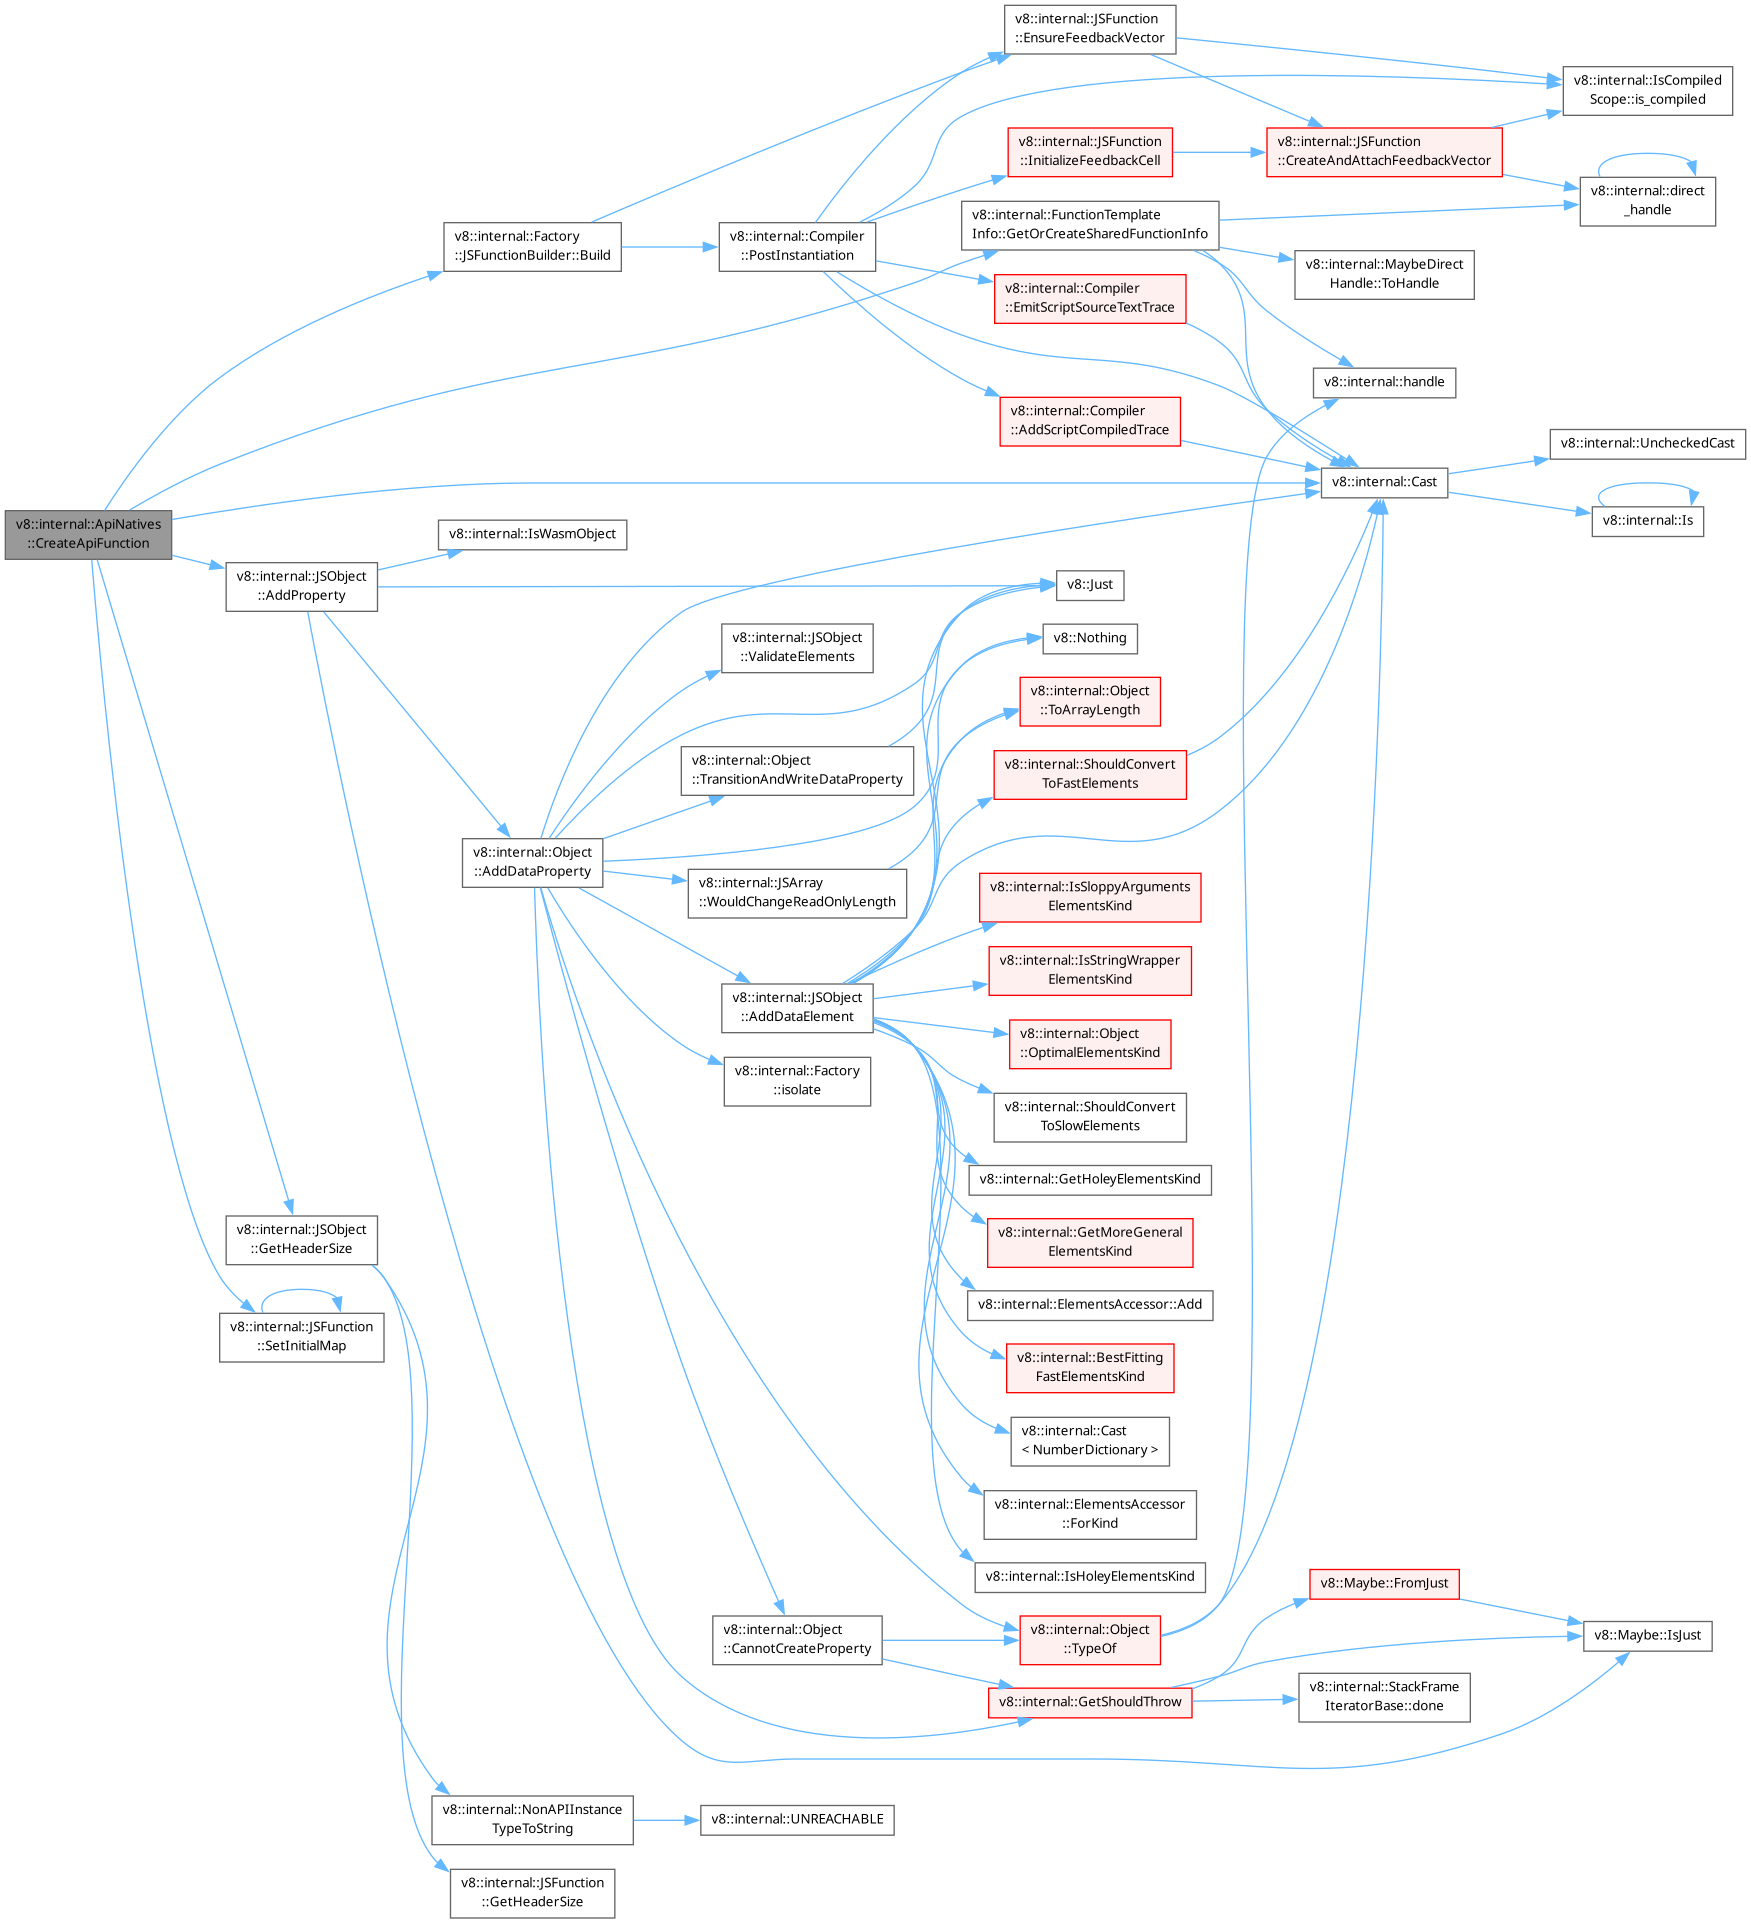 v8::internal::JSFunction
::EnsureFeedbackVector
v8::internal::IsCompiled
Scope::is_compiled
v8::internal::JSFunction
::InitializeFeedbackCell
v8::internal::JSFunction
::CreateAndAttachFeedbackVector
v8::internal::direct
_handle
v8::internal::Factory
::JSFunctionBuilder::Build
v8::internal::Compiler
::PostInstantiation
v8::internal::FunctionTemplate
Info::GetOrCreateSharedFunctionInfo
v8::internal::MaybeDirect
Handle::ToHandle
v8::internal::Compiler
::EmitScriptSourceTextTrace
v8::internal::handle
v8::internal::Compiler
::AddScriptCompiledTrace
v8::internal::UncheckedCast
v8::internal::Cast
v8::internal::Is
v8::internal::ApiNatives
::CreateApiFunction
v8::internal::IsWasmObject
v8::internal::JSObject
::AddProperty
v8::Just
v8::internal::JSObject
::ValidateElements
v8::Nothing
v8::internal::Object
::ToArrayLength
v8::internal::Object
::TransitionAndWriteDataProperty
v8::internal::ShouldConvert
ToFastElements
v8::internal::Object
::AddDataProperty
v8::internal::JSArray
::WouldChangeReadOnlyLength
v8::internal::IsSloppyArguments
ElementsKind
v8::internal::IsStringWrapper
ElementsKind
v8::internal::JSObject
::AddDataElement
v8::internal::Object
::OptimalElementsKind
v8::internal::Factory
::isolate
v8::internal::ShouldConvert
ToSlowElements
v8::internal::GetHoleyElementsKind
v8::internal::JSObject
::GetHeaderSize
v8::internal::GetMoreGeneral
ElementsKind
v8::internal::ElementsAccessor::Add
v8::internal::JSFunction
::SetInitialMap
v8::internal::BestFitting
FastElementsKind
v8::internal::Cast
< NumberDictionary >
v8::internal::ElementsAccessor
::ForKind
v8::internal::IsHoleyElementsKind
v8::Maybe::FromJust
v8::internal::Object
::CannotCreateProperty
v8::internal::Object
::TypeOf
v8::Maybe::IsJust
v8::internal::GetShouldThrow
v8::internal::StackFrame
IteratorBase::done
v8::internal::NonAPIInstance
TypeToString
v8::internal::UNREACHABLE
v8::internal::JSFunction
::GetHeaderSize